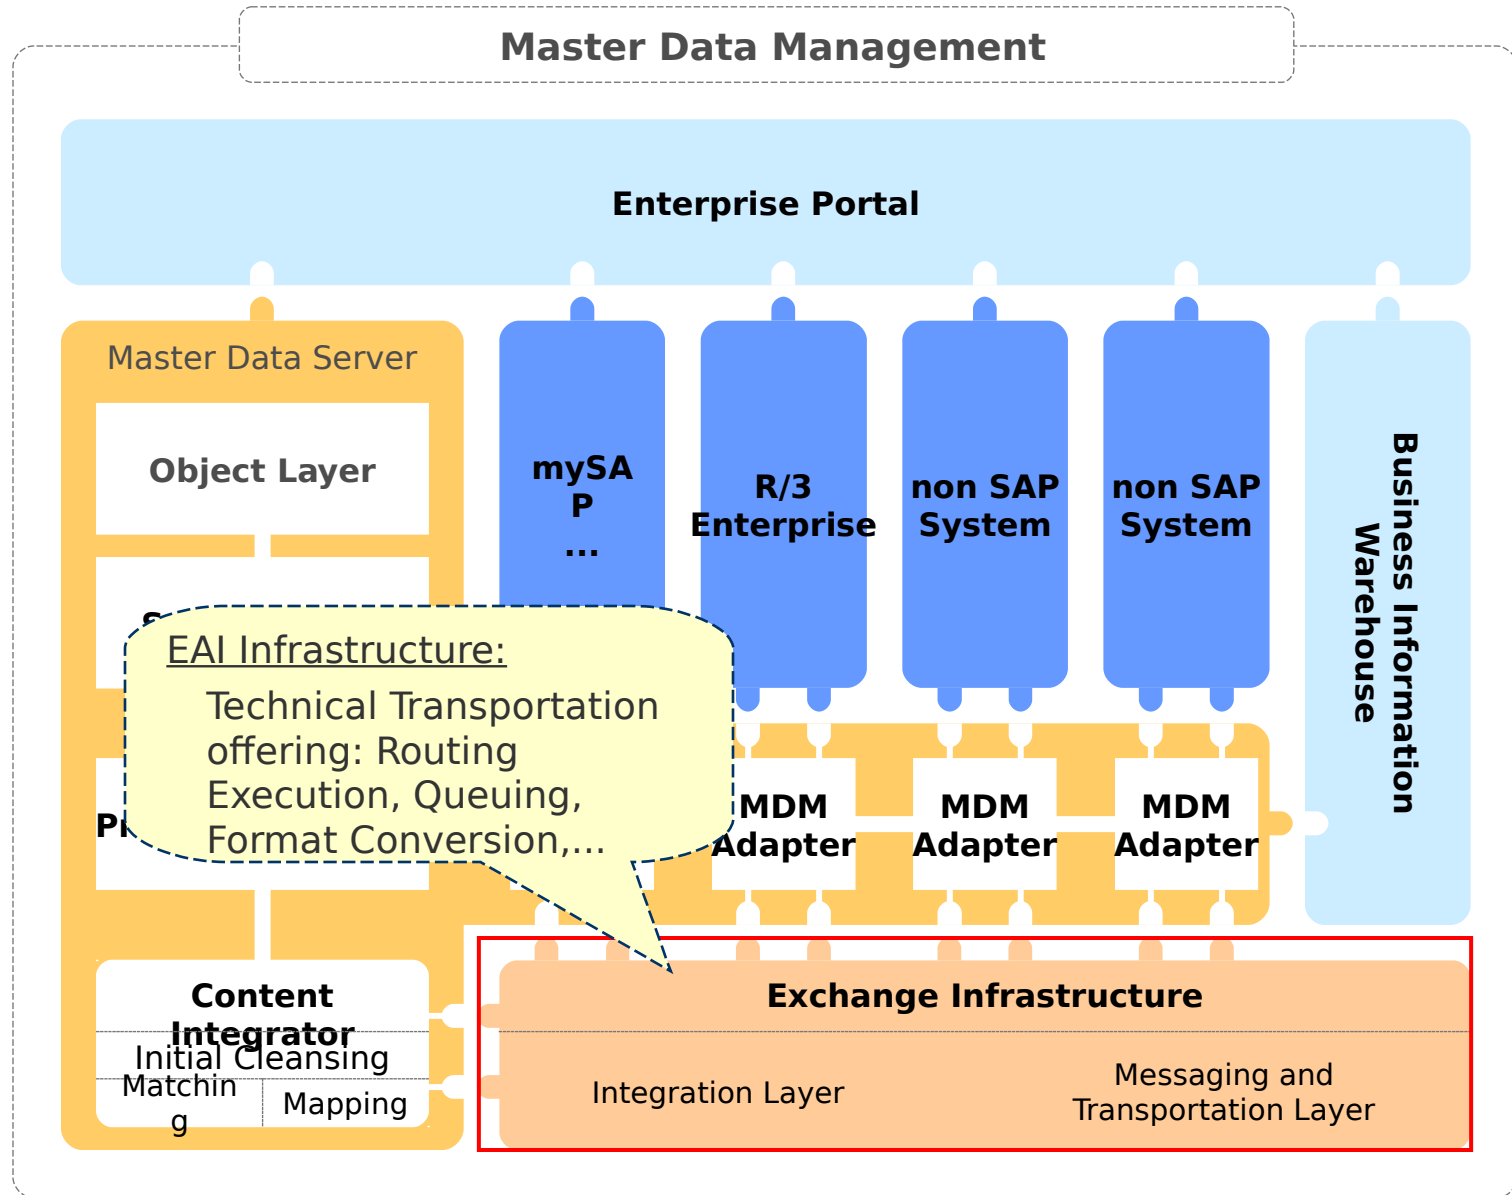 Master Data Management
Enterprise Portal
Master Data Server
Object Layer
mySA
P
...
R/3
Enterprise
non SAP
System
non SAP
System
Business Information
Warehouse
EAI Infrastructure:
Technical Transportation
offering: Routing
Execution, Queuing,
Format Conversion,...
MDM
Adapter
MDM
Adapter
MDM
Adapter
Content
Integrator
Initial Cleansing
Matchin
g
Mapping
Exchange Infrastructure
Integration Layer
Messaging and
Transportation Layer